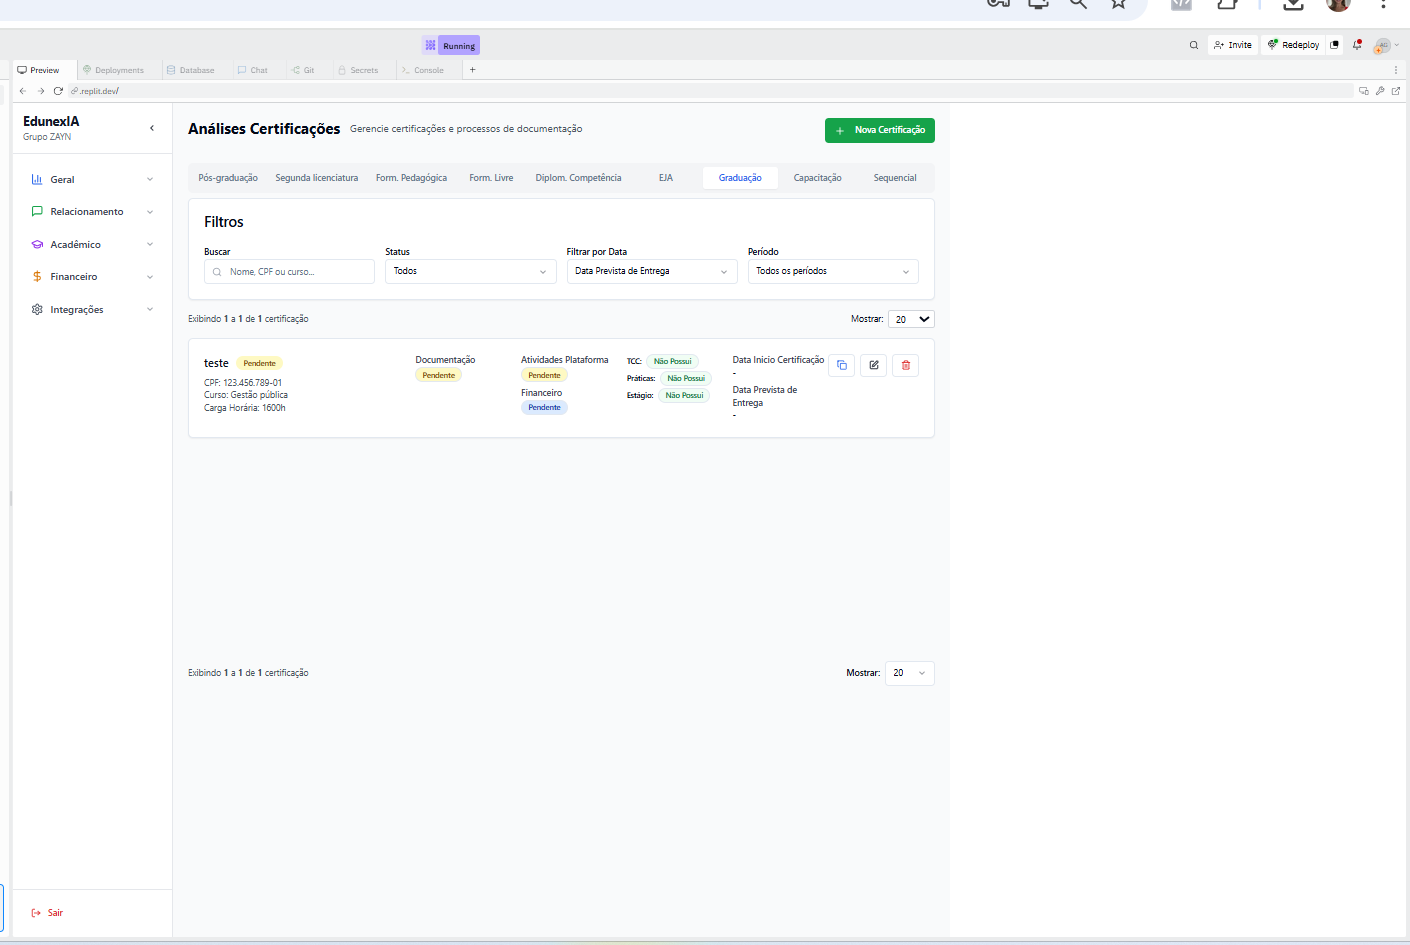 Running
Invite
Redeploy
Preview
Deployments
Database
Chat
Git
Secrets
Console
.replit.dev/
EdunexIA
Grupo ZAYN
Geral
Relacionamento
Acadêmico
Financeiro
Integrações
Sair
Análises Certificações Gerencie certificações e processos de documentação
Nova Certificação
Pós-graduação Segunda licenciatura Form. Pedagógica Form. Livre Diplom. Competência EJA Graduação Capacitação Sequencial
Filtros
Buscar Status Filtrar por Data Período
Nome, CPF ou curso... Todos Data Prevista de Entrega Todos os períodos
Exibindo 1 a 1 de 1 certificação Mostrar: 20
teste Pendente
CPF: 123.456.789-01
Curso: Gestão pública
Carga Horária: 1600h
Documentação
Pendente
Atividades Plataforma
Pendente
Financeiro
Pendente
TCC: Não Possui
Práticas: Não Possui
Estágio: Não Possui
Data Inicio Certificação
-
Data Prevista de
Entrega
-
Exibindo 1 a 1 de 1 certificação Mostrar: 20